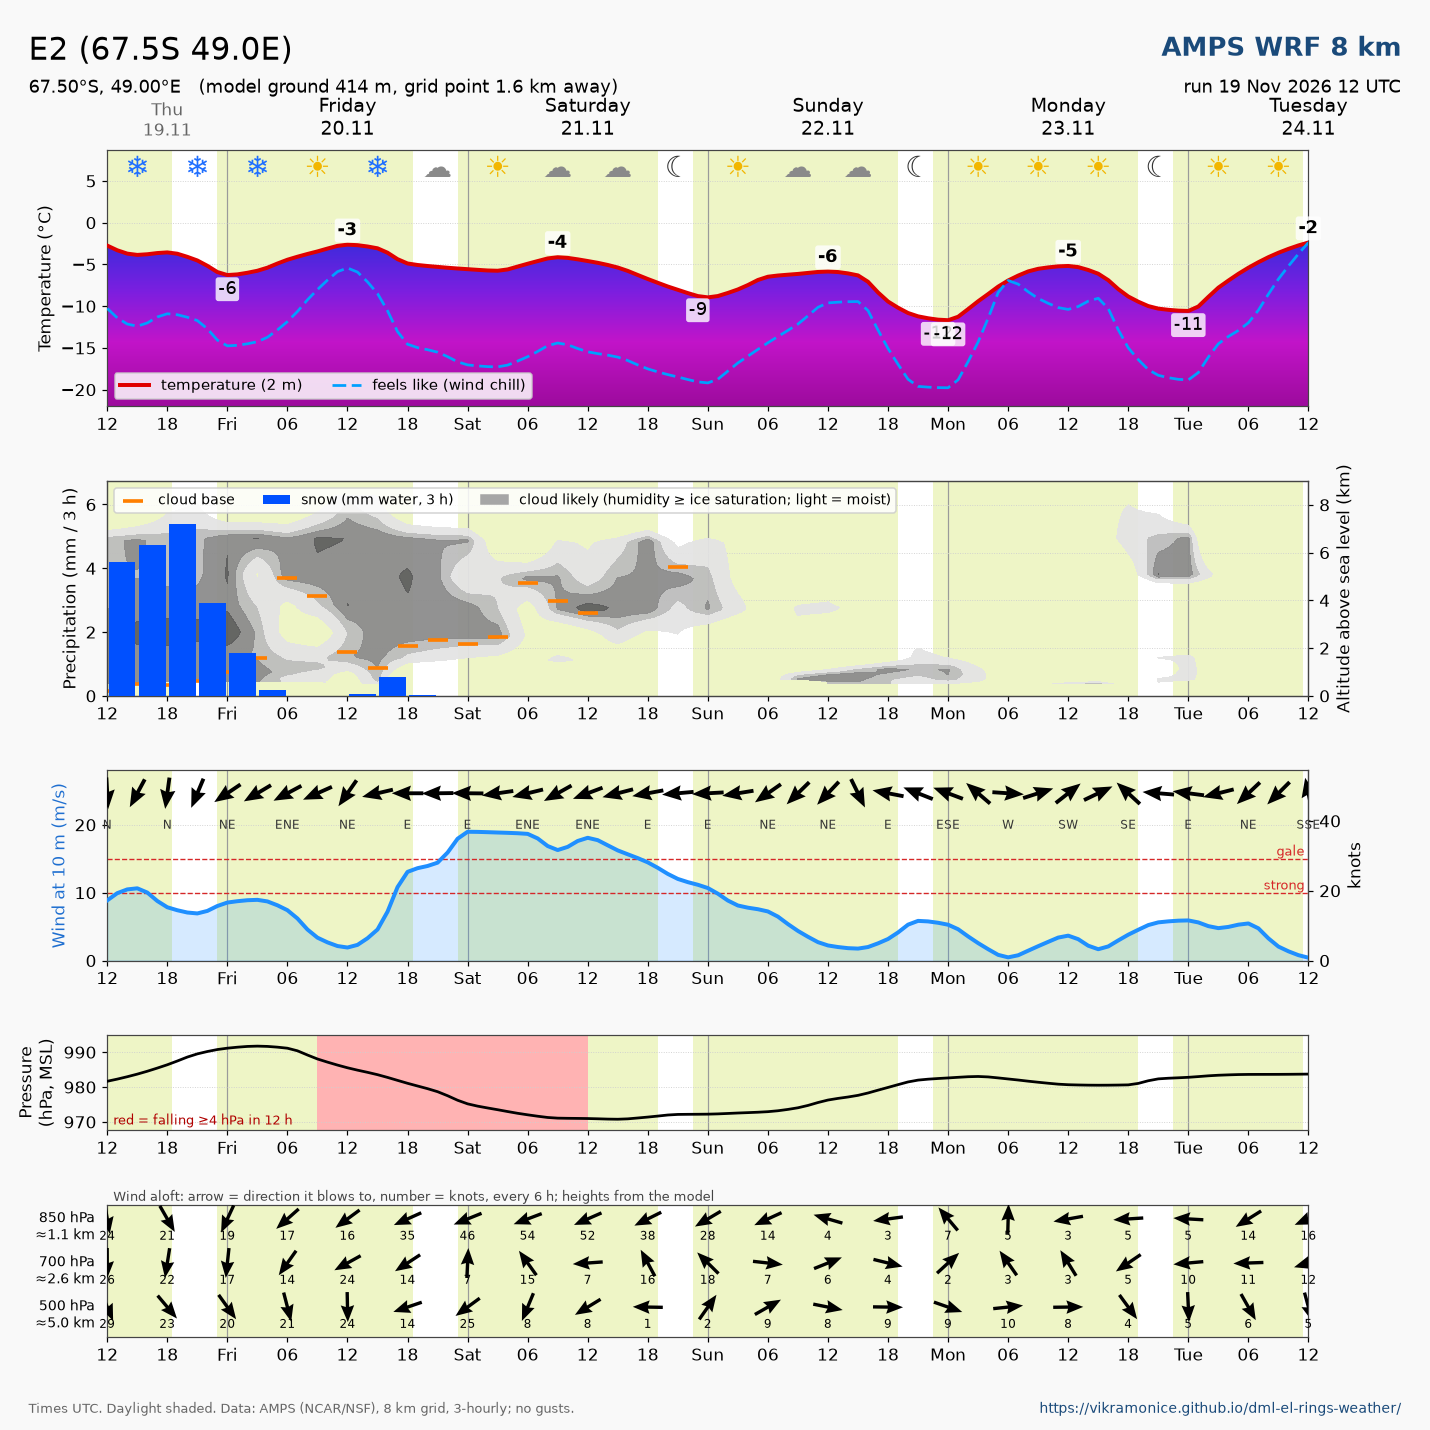 E2 (67.5S 49.0E)
AMPS WRF 8 km
67.50°S, 49.00°E (model ground 414 m, grid point 1.6 km away)
run 19 Nov 2026 12 UTC
Thu Friday Saturday Sunday Monday Tuesday
19.11 20.11 21.11 22.11 23.11 24.11
Temperature (°C)
5
0
−5
−10
−15
−20
-3 -4 -6 -5 -2
-6 -9 -12 -11
temperature (2 m) feels like (wind chill)
12 18 Fri 06 12 18 Sat 06 12 18 Sun 06 12 18 Mon 06 12 18 Tue 06 12
Precipitation (mm / 3 h)
6
4
2
0
cloud base snow (mm water, 3 h) cloud likely (humidity ≥ ice saturation; light = moist)
Altitude above sea level (km)
8
6
4
2
0
12 18 Fri 06 12 18 Sat 06 12 18 Sun 06 12 18 Mon 06 12 18 Tue 06 12
Wind at 10 m (m/s)
20
10
0
N N NE ENE NE E E ENE ENE E E NE NE E ESE W SW SE E NE SSE
gale
strong
knots
40
20
0
12 18 Fri 06 12 18 Sat 06 12 18 Sun 06 12 18 Mon 06 12 18 Tue 06 12
Pressure
(hPa, MSL)
990
980
970
red = falling ≥4 hPa in 12 h
12 18 Fri 06 12 18 Sat 06 12 18 Sun 06 12 18 Mon 06 12 18 Tue 06 12
Wind aloft: arrow = direction it blows to, number = knots, every 6 h; heights from the model
850 hPa
≈1.1 km 24 21 19 17 16 35 46 54 52 38 28 14 4 3 7 5 3 5 5 14 16
700 hPa
≈2.6 km 26 22 17 14 24 14 7 15 7 16 18 7 6 4 2 3 3 5 10 11 12
500 hPa
≈5.0 km 29 23 20 21 24 14 25 8 8 1 2 9 8 9 9 10 8 4 5 6 5
12 18 Fri 06 12 18 Sat 06 12 18 Sun 06 12 18 Mon 06 12 18 Tue 06 12
Times UTC. Daylight shaded. Data: AMPS (NCAR/NSF), 8 km grid, 3-hourly; no gusts.
https://vikramonice.github.io/dml-el-rings-weather/